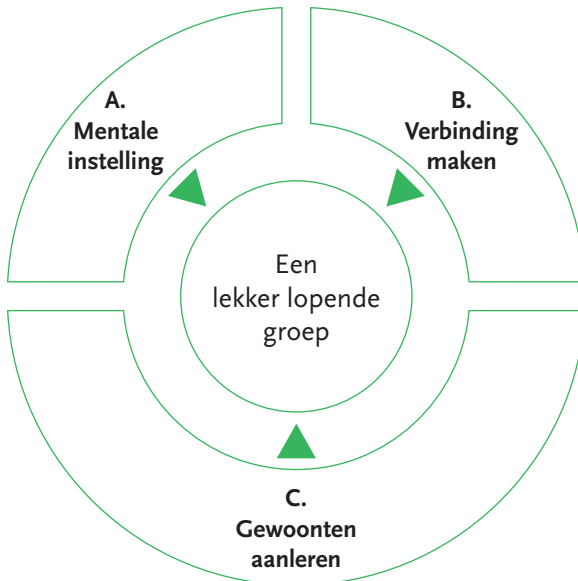 A.
Mentale
instelling
B.
Verbinding
maken
Een
lekker lopende
groep
C.
Gewoonten
aanleren